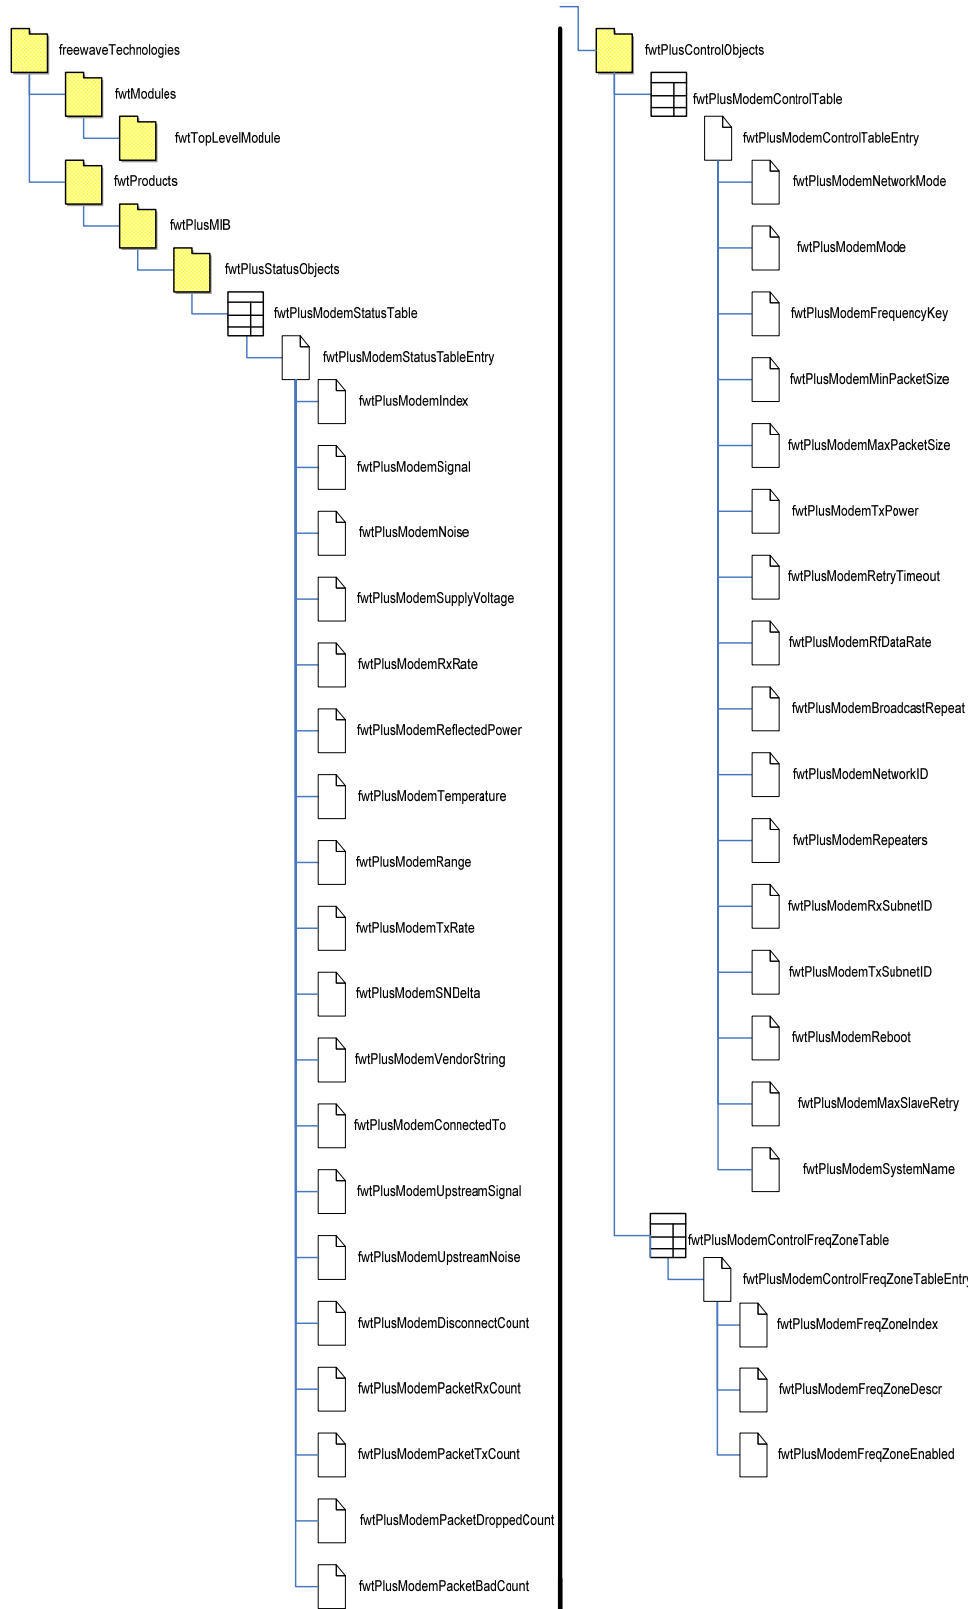 freewaveTechnologies
fwtModules
fwtTopLevelModule
fwtProducts
fwtPlusMIB
fwtPlusStatusObjects
fwtPlusModemStatusTable
fwtPlusModemStatusTableEntry
fwtPlusModemIndex
fwtPlusModemSignal
fwtPlusModemNoise
fwtPlusModemSupplyVoltage
fwtPlusModemRxRate
fwtPlusModemReflectedPower
fwtPlusModemTemperature
fwtPlusModemRange
fwtPlusModemTxRate
fwtPlusModemSNDelta
fwtPlusModemVendorString
fwtPlusModemConnectedTo
fwtPlusModemUpstreamSignal
fwtPlusModemUpstreamNoise
fwtPlusModemDisconnectCount
fwtPlusModemPacketRxCount
fwtPlusModemPacketTxCount
fwtPlusModemPacketDroppedCount
fwtPlusModemPacketBadCount
fwtPlusControlObjects
fwtPlusModemControlTable
fwtPlusModemControlTableEntry
fwtPlusModemNetworkMode
fwtPlusModemMode
fwtPlusModemFrequencyKey
fwtPlusModemMinPacketSize
fwtPlusModemMaxPacketSize
fwtPlusModemTxPower
fwtPlusModemRetryTimeout
fwtPlusModemRfDataRate
fwtPlusModemBroadcastRepeat
fwtPlusModemNetworkID
fwtPlusModemRepeaters
fwtPlusModemRxSubnetID
fwtPlusModemTxSubnetID
fwtPlusModemReboot
fwtPlusModemMaxSlaveRetry
fwtPlusModemSystemName
fwtPlusModemControlFreqZoneTable
fwtPlusModemControlFreqZoneTableEntry
fwtPlusModemFreqZoneIndex
fwtPlusModemFreqZoneDescr
fwtPlusModemFreqZoneEnabled